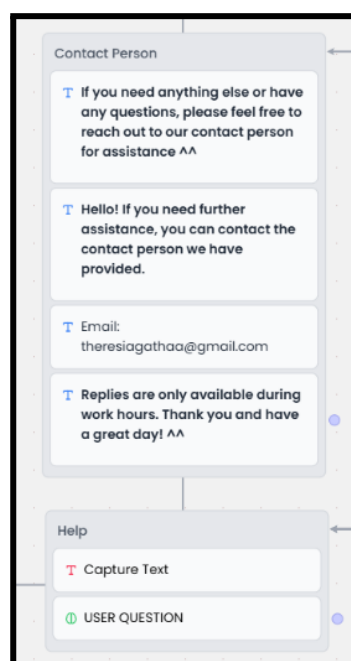 Contact Person
T If you need anything else or have
any questions, please feel free to
reach out to our contact person
for assistance ^^
T Hello! If you need further
assistance, you can contact the
contact person we have
provided.
T Email:
theresiagathaa@gmail.com
T Replies are only available during
work hours. Thank you and have
a great day! ^^
Help
T Capture Text
USER QUESTION